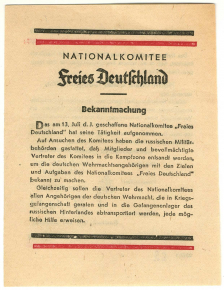 NATIONALKOMITEE
Freies Deutschland
Bekanntmachung
Das am 13. Juli d. J. geschaffene Nationalkomitee „Freies
Deutschland" hat seine Tätigkeit aufgenommen.
Auf Ansuchen des Komitees haben die russischen Militär-
behörden gestattet, daß Mitglieder und bevollmächtigte
Vertreter des Komitees in die Kampfzone entsandt werden,
um die deutschen Wehrmachtsangehörigen mit den Zielen
und Aufgaben des Nationalkomitees „Freies Deutschland"
bekannt zu machen.
Gleichzeitig sollen die Vertreter des Nationalkomitees
allen Angehörigen der deutschen Wehrmacht, die in Kriegs-
gefangenschaft geraten und in die Gefangenenlager des
russischen Hinterlandes abtransportiert werden, jede mög-
liche Hilfe erweisen.